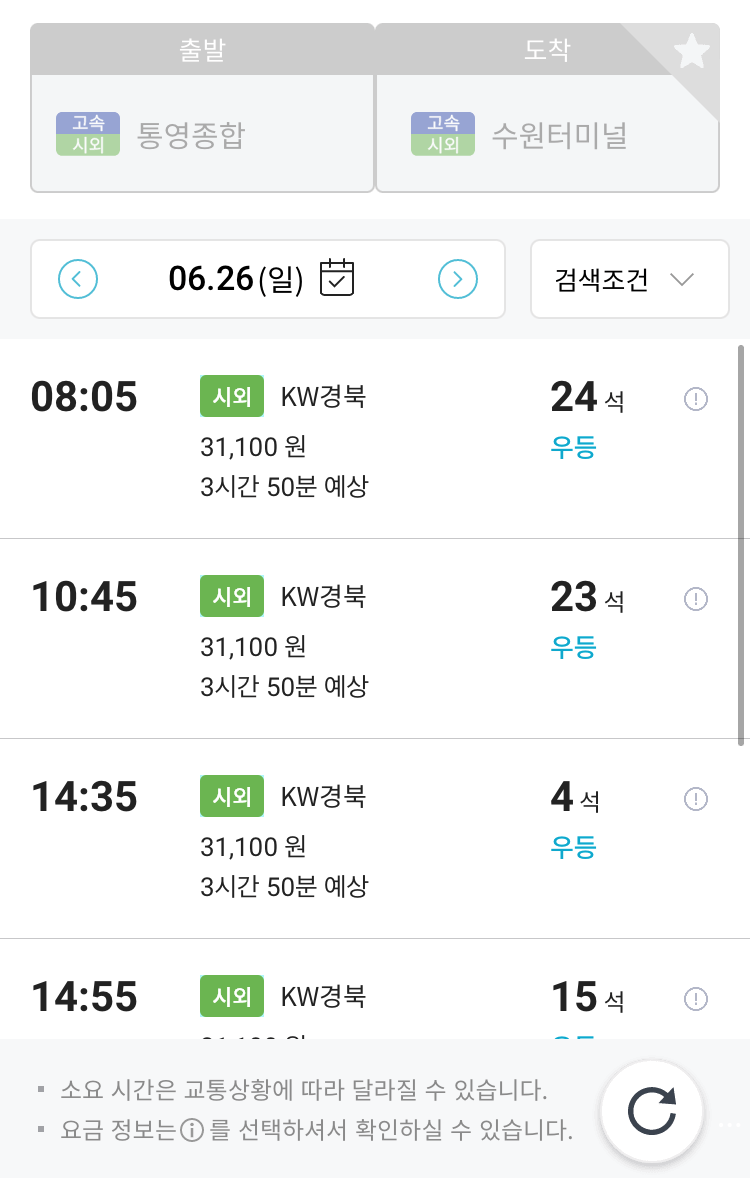 출발 도착
고속 시외 통영종합 고속 시외 수원터미널
06.26(일) 검색조건
08:05 시외 KW경북 24 석
31,100 원 우등
3시간 50분 예상
10:45 시외 KW경북 23 석
31,100 원 우등
3시간 50분 예상
14:35 시외 KW경북 4 석
31,100 원 우등
3시간 50분 예상
14:55 시외 KW경북 15 석
소요 시간은 교통상황에 따라 달라질 수 있습니다.
요금 정보는 를 선택하셔서 확인하실 수 있습니다.